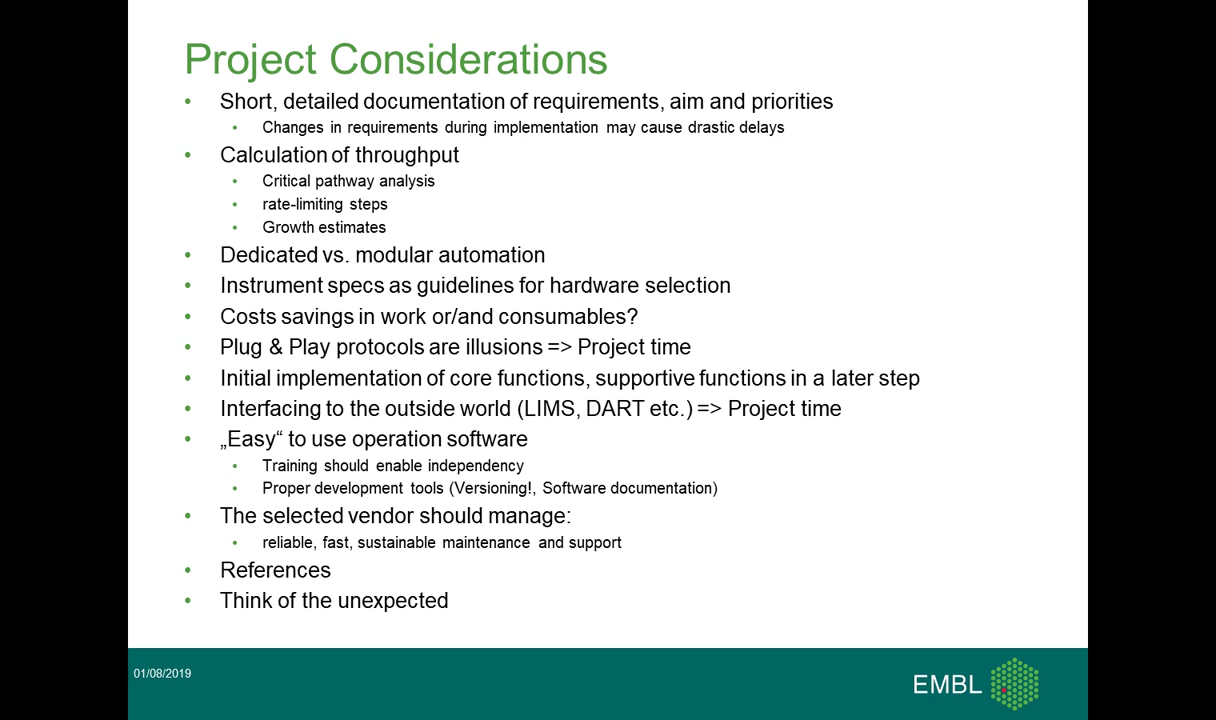 Project Considerations
• Short, detailed documentation of requirements, aim and priorities
• Changes in requirements during implementation may cause drastic delays
• Calculation of throughput
• Critical pathway analysis
• rate-limiting steps
• Growth estimates
• Dedicated vs. modular automation
• Instrument specs as guidelines for hardware selection
• Costs savings in work or/and consumables?
• Plug & Play protocols are illusions => Project time
• Initial implementation of core functions, supportive functions in a later step
• Interfacing to the outside world (LIMS, DART etc.) => Project time
• „Easy“ to use operation software
• Training should enable independency
• Proper development tools (Versioning!, Software documentation)
• The selected vendor should manage:
• reliable, fast, sustainable maintenance and support
• References
• Think of the unexpected
01/08/2019
EMBL